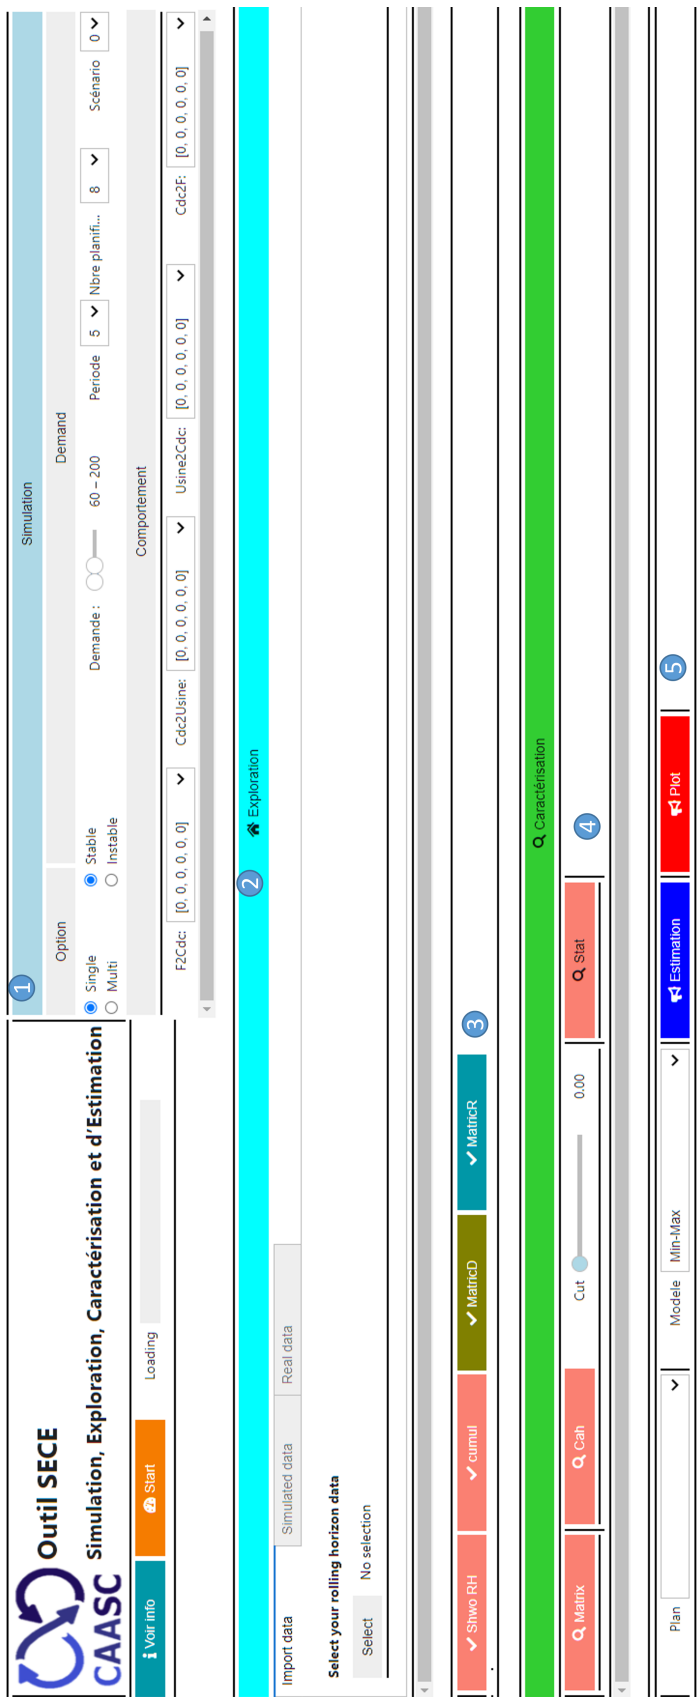 CAASC
Outil SECE
Simulation, Exploration, Caractérisation et d'Estimation
Voir info
Start
Loading
1
Simulation
Option
Demand
Single
Multi
Stable
Instable
Demande :
60 – 200
Periode
5
Nbre planifi...
8
Scénario
0
Comportement
F2Cdc:
[0, 0, 0, 0, 0, 0]
Cdc2Usine:
[0, 0, 0, 0, 0, 0]
Usine2Cdc:
[0, 0, 0, 0, 0, 0]
Cdc2F:
[0, 0, 0, 0, 0, 0]
2
Exploration
Import data
Simulated data
Real data
Select your rolling horizon data
Select
No selection
Shwo RH
cumul
MatricD
MatricR
3
.
Caractérisation
Matrix
Cah
Cut
0.00
Stat
4
Plan
Modele
Min-Max
Estimation
Plot
5